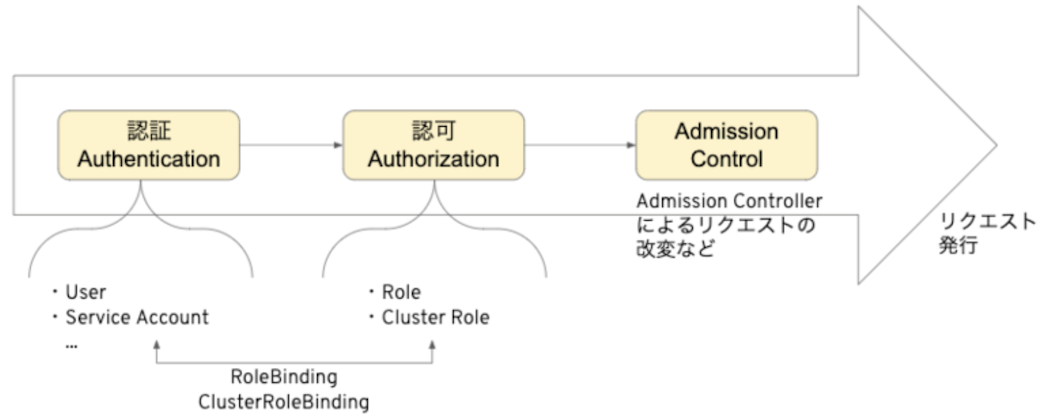 認証
Authentication
認可
Authorization
Admission
Control
Admission Controller
によるリクエストの
改変など
リクエスト
発行
・User
・Service Account
...
・Role
・Cluster Role
RoleBinding
ClusterRoleBinding